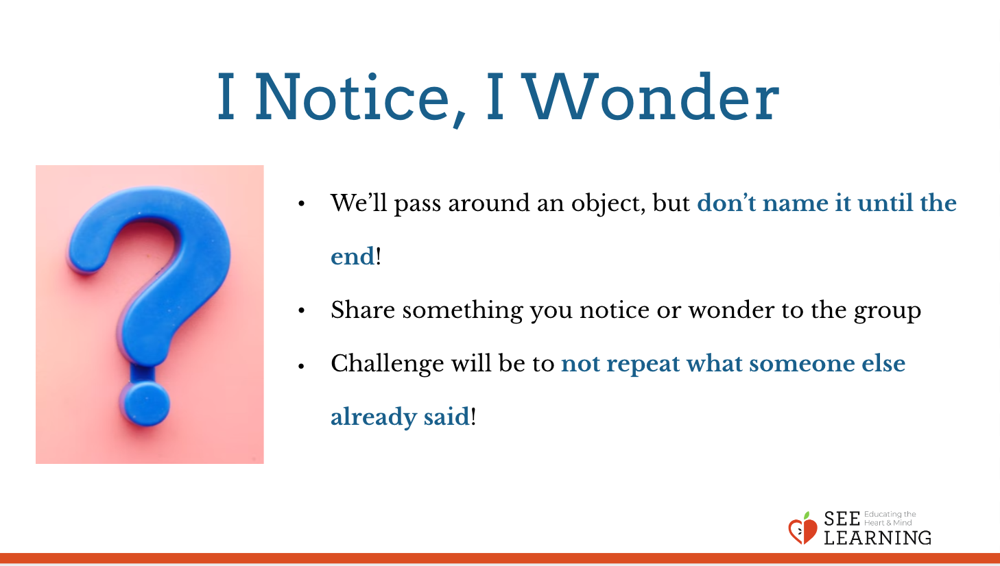 I Notice, I Wonder
• We’ll pass around an object, but don’t name it until the
end!
• Share something you notice or wonder to the group
• Challenge will be to not repeat what someone else
already said!
SEE Educating the
Heart & Mind
LEARNING